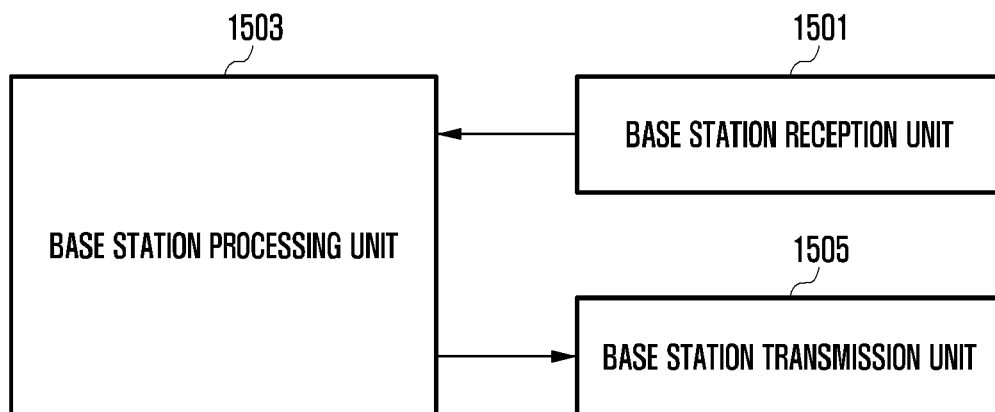 1503
1501
BASE STATION RECEPTION UNIT
BASE STATION PROCESSING UNIT
1505
BASE STATION TRANSMISSION UNIT